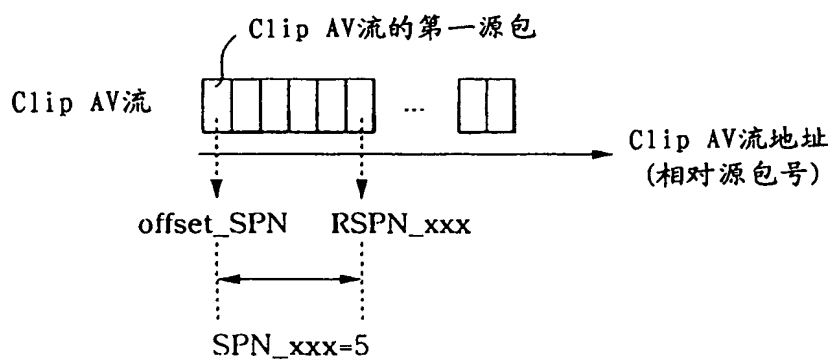 Clip AV流的第一源包
Clip AV流
...
Clip AV流地址
(相对源包号)
offset_SPN
RSPN_xxx
SPN_xxx=5